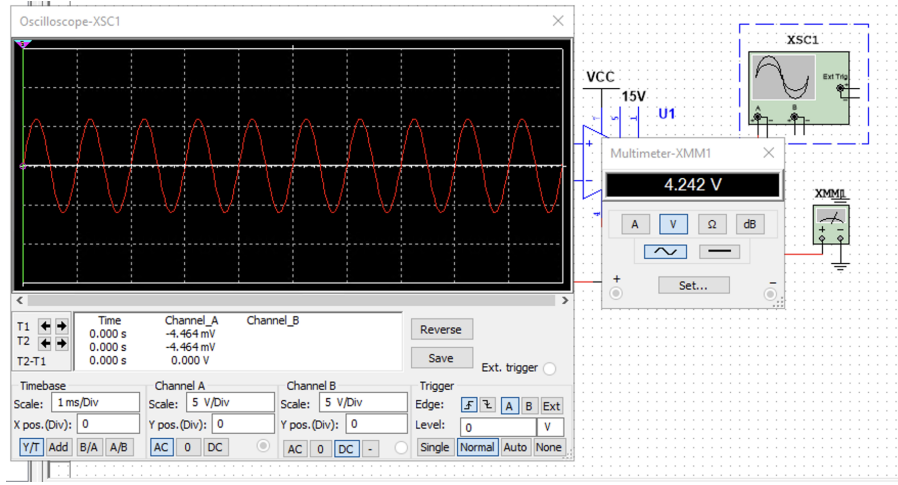 Oscilloscope-XSC1
T1
T2
T2-T1
Time Channel_A Channel_B
0.000 s -4.464 mV
0.000 s -4.464 mV
0.000 s 0.000 V
Reverse
Save
Ext. trigger
Timebase
Scale: 1 ms/Div
X pos.(Div): 0
Y/T Add B/A A/B
Channel A
Scale: 5 V/Div
Y pos.(Div): 0
AC 0 DC
Channel B
Scale: 5 V/Div
Y pos.(Div): 0
AC 0 DC -
Trigger
Edge: A B Ext
Level: 0 V
Single Normal Auto None
VCC
15V
U1
XSC1
Ext Trig
A B
Multimeter-XMM1
4.242 V
A V Ω dB
+ -
Set...
XMM1
+ -